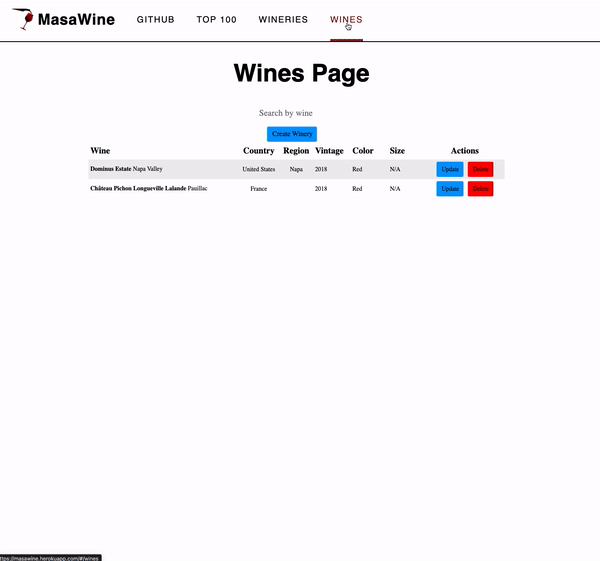 MasaWine GITHUB TOP 100 WINERIES WINES
Wines Page
Search by wine
Create Winery
Wine Country Region Vintage Color Size Actions
Dominus Estate Napa Valley United States Napa 2018 Red N/A Update Delete
Château Pichon Longueville Lalande Pauillac France 2018 Red N/A Update Delete
ttps://masawine.herokuapp.com/#/wines